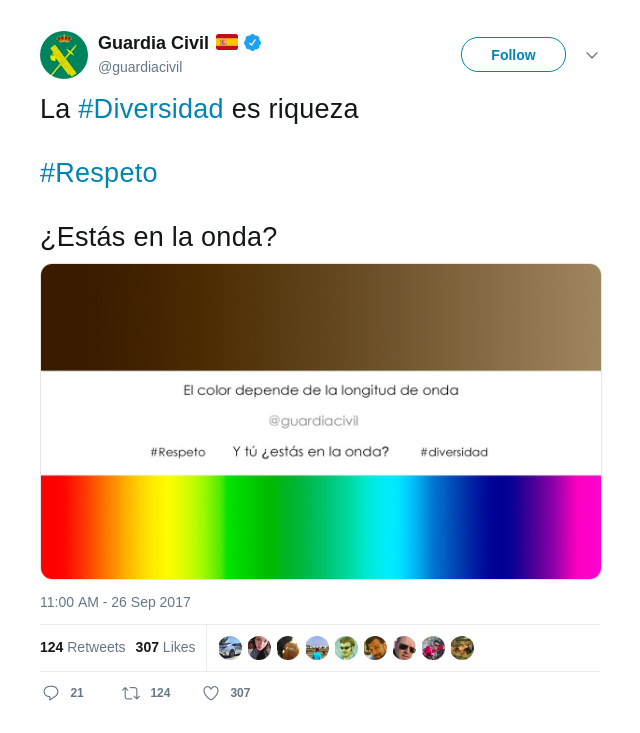 Guardia Civil
@guardiacivil
Follow
La #Diversidad es riqueza
#Respeto
¿Estás en la onda?
El color depende de la longitud de onda
@guardiacivil
#Respeto Y tú ¿estás en la onda? #diversidad
11:00 AM - 26 Sep 2017
124 Retweets 307 Likes
21 124 307